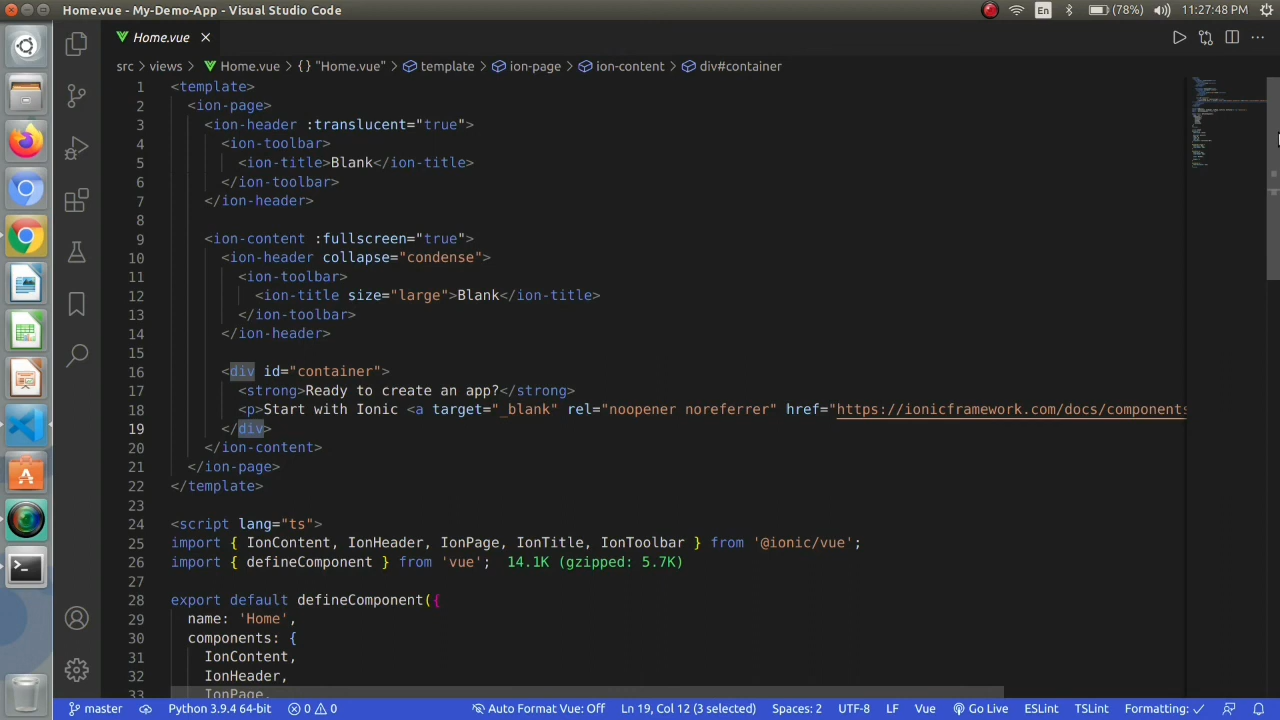 Home.vue - My-Demo-App - Visual Studio Code En (78%) 11:27:48 PM
Home.vue
src > views > Home.vue > {} "Home.vue" > template > ion-page > ion-content > div#container
1 <template>
2 <ion-page>
3 <ion-header :translucent="true">
4 <ion-toolbar>
5 <ion-title>Blank</ion-title>
6 </ion-toolbar>
7 </ion-header>
8
9 <ion-content :fullscreen="true">
10 <ion-header collapse="condense">
11 <ion-toolbar>
12 <ion-title size="large">Blank</ion-title>
13 </ion-toolbar>
14 </ion-header>
15
16 <div id="container">
17 <strong>Ready to create an app?</strong>
18 <p>Start with Ionic <a target="_blank" rel="noopener noreferrer" href="https://ionicframework.com/docs/components
19 </div>
20 </ion-content>
21 </ion-page>
22 </template>
23
24 <script lang="ts">
25 import { IonContent, IonHeader, IonPage, IonTitle, IonToolbar } from '@ionic/vue';
26 import { defineComponent } from 'vue'; 14.1K (gzipped: 5.7K)
27
28 export default defineComponent({
29 name: 'Home',
30 components: {
31 IonContent,
32 IonHeader,
33 IonPage,
master Python 3.9.4 64-bit 0 0 Auto Format Vue: Off Ln 19, Col 12 (3 selected) Spaces: 2 UTF-8 LF Vue Go Live ESLint TSLint Formatting: ✓